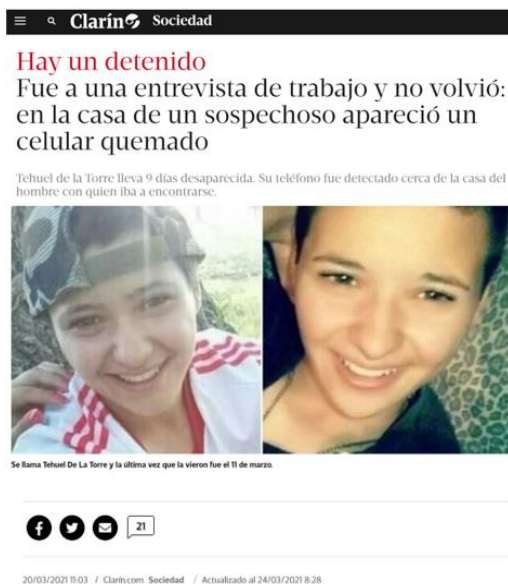 Clarín Sociedad
Hay un detenido
Fue a una entrevista de trabajo y no volvió:
en la casa de un sospechoso apareció un
celular quemado
Tehuel de la Torre lleva 9 días desaparecida. Su teléfono fue detectado cerca de la casa del
hombre con quien iba a encontrarse.
Se llama Tehuel De La Torre y la última vez que la vieron fue el 11 de marzo.
21
20/03/2021 11:03 / Clarín.com Sociedad / Actualizado al 24/03/2021 8:28